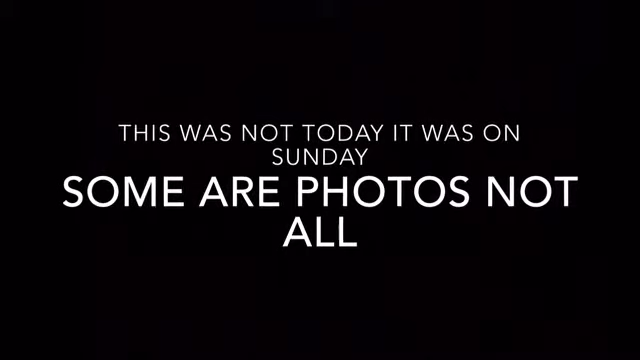 THIS WAS NOT TODAY IT WAS ON
SUNDAY
SOME ARE PHOTOS NOT
ALL